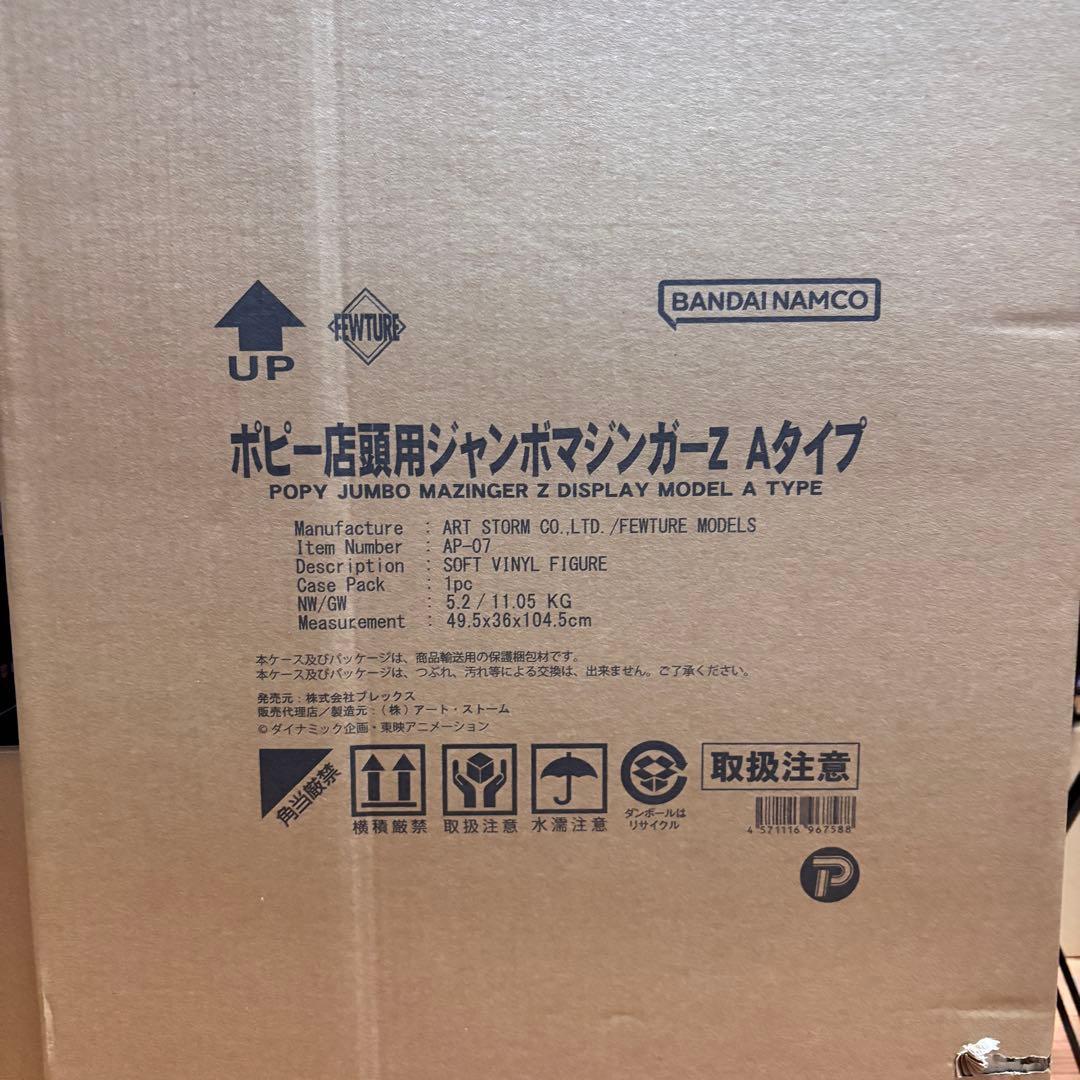 UP
FEWTURE
BANDAI NAMCO
ポピー店頭用ジャンボマジンガーZ Aタイプ
POPY JUMBO MAZINGER Z DISPLAY MODEL A TYPE
Manufacture : ART STORM CO.,LTD./FEWTURE MODELS
Item Number : AP-07
Description : SOFT VINYL FIGURE
Case Pack : 1pc
NW/GW : 5.2 / 11.05 KG
Measurement : 49.5x36x104.5cm
本ケース及びパッケージは、商品輸送用の保護梱包材です。
本ケース及びパッケージは、つぶれ、汚れ等による交換は、出来ません。ご了承ください。
発売元：株式会社プレックス
販売代理店／製造元：（株）アート・ストーム
©ダイナミック企画・東映アニメーション
角当厳禁
横積厳禁
取扱注意
水濡注意
ダンボールは
リサイクル
取扱注意
4 571116 967588
P